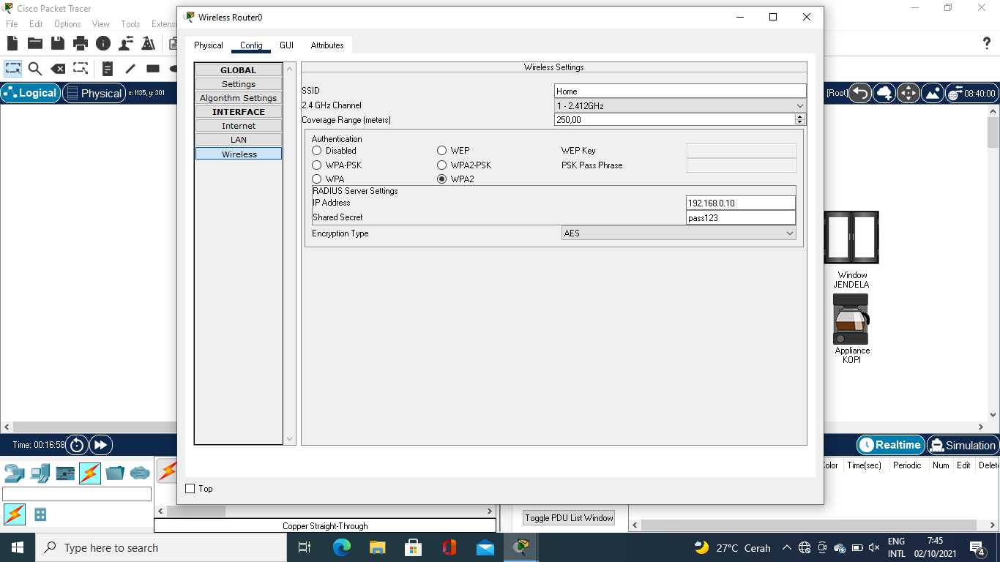 Cisco Packet Tracer
File Edit Options View Tools Extensi
Wireless Router0
Physical Config GUI Attributes
GLOBAL
Settings
Algorithm Settings
INTERFACE
Internet
LAN
Wireless
Wireless Settings
SSID Home
2.4 GHz Channel 1 - 2.412GHz
Coverage Range (meters) 250,00
Authentication
Disabled WEP WEP Key
WPA-PSK WPA2-PSK PSK Pass Phrase
WPA WPA2
RADIUS Server Settings
IP Address 192.168.0.10
Shared Secret pass123
Encryption Type AES
Top
Logical Physical x: 1135, y: 301
[Root] 08:40:00
Window
JENDELA
Appliance
KOPI
Time: 00:16:58
Realtime Simulation
Color Time(sec) Periodic Num Edit Delete
Toggle PDU List Window
Copper Straight-Through
Type here to search
27°C Cerah
ENG
INTL
7:45
02/10/2021
4